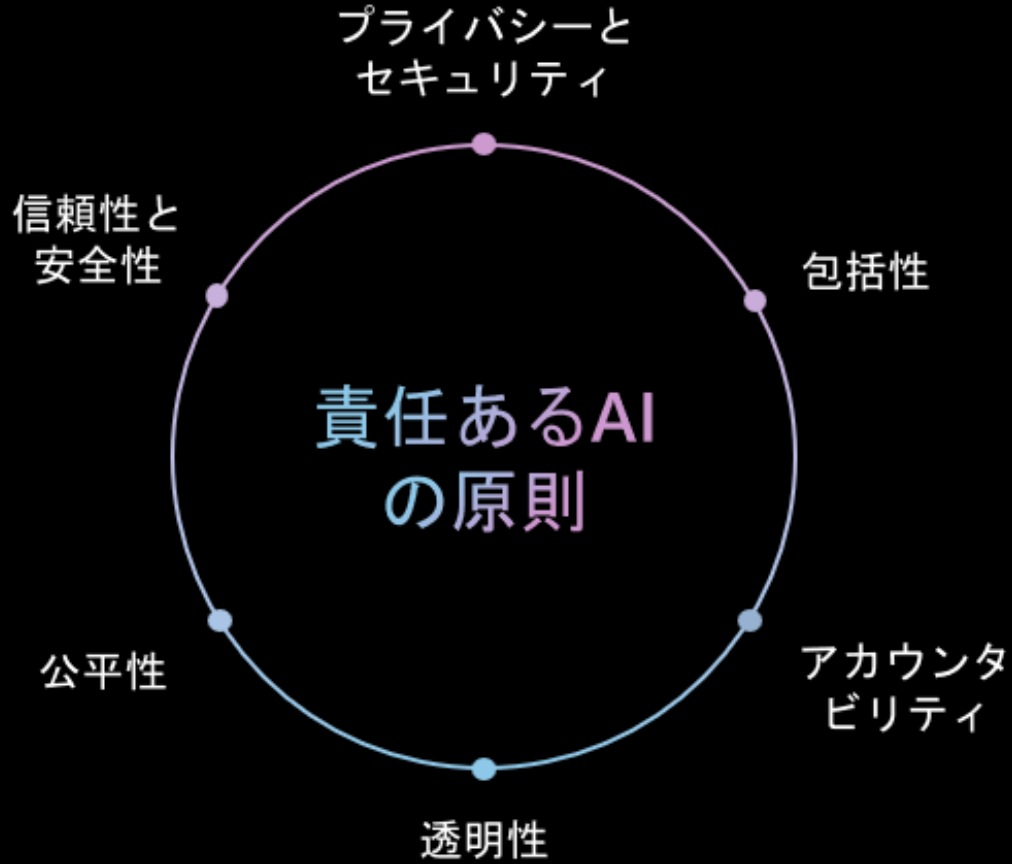 プライバシーと
セキュリティ
信頼性と
安全性
包括性
責任あるAI
の原則
公平性
アカウンタ
ビリティ
透明性